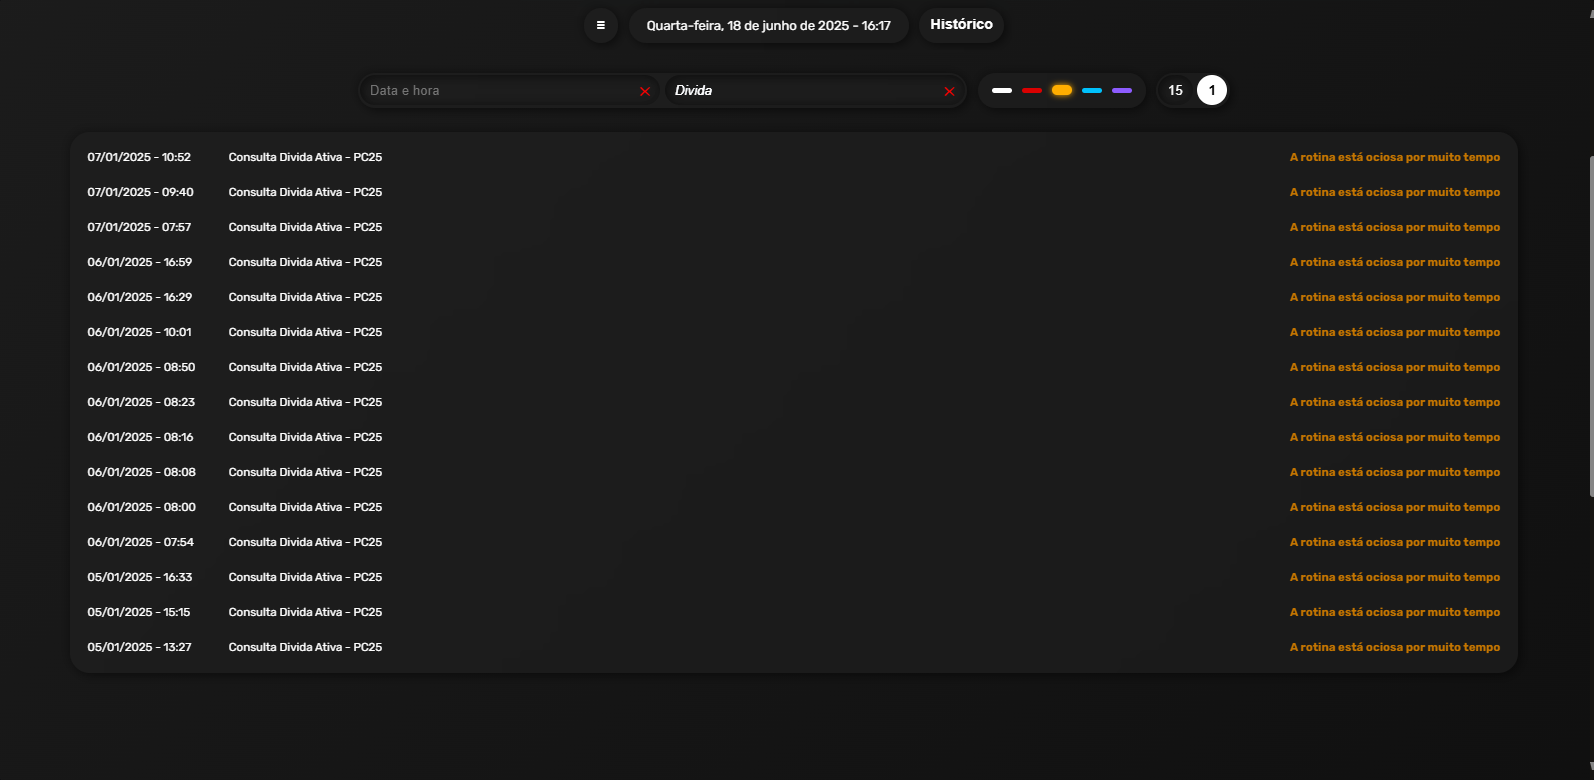 ≡ Quarta-feira, 18 de junho de 2025 - 16:17 Histórico
Data e hora Divida 15 1
07/01/2025 - 10:52 Consulta Divida Ativa - PC25 A rotina está ociosa por muito tempo
07/01/2025 - 09:40 Consulta Divida Ativa - PC25 A rotina está ociosa por muito tempo
07/01/2025 - 07:57 Consulta Divida Ativa - PC25 A rotina está ociosa por muito tempo
06/01/2025 - 16:59 Consulta Divida Ativa - PC25 A rotina está ociosa por muito tempo
06/01/2025 - 16:29 Consulta Divida Ativa - PC25 A rotina está ociosa por muito tempo
06/01/2025 - 10:01 Consulta Divida Ativa - PC25 A rotina está ociosa por muito tempo
06/01/2025 - 08:50 Consulta Divida Ativa - PC25 A rotina está ociosa por muito tempo
06/01/2025 - 08:23 Consulta Divida Ativa - PC25 A rotina está ociosa por muito tempo
06/01/2025 - 08:16 Consulta Divida Ativa - PC25 A rotina está ociosa por muito tempo
06/01/2025 - 08:08 Consulta Divida Ativa - PC25 A rotina está ociosa por muito tempo
06/01/2025 - 08:00 Consulta Divida Ativa - PC25 A rotina está ociosa por muito tempo
06/01/2025 - 07:54 Consulta Divida Ativa - PC25 A rotina está ociosa por muito tempo
05/01/2025 - 16:33 Consulta Divida Ativa - PC25 A rotina está ociosa por muito tempo
05/01/2025 - 15:15 Consulta Divida Ativa - PC25 A rotina está ociosa por muito tempo
05/01/2025 - 13:27 Consulta Divida Ativa - PC25 A rotina está ociosa por muito tempo